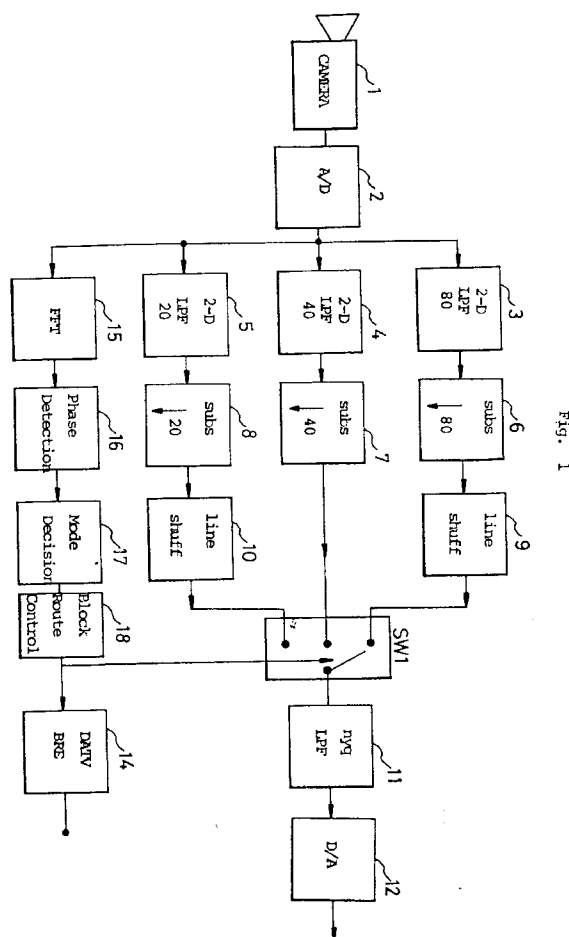 Fig. 1
CAMERA
1
A/D
2
2-D
LPF
80
3
subs
80
6
line
shuff
9
2-D
LPF
40
4
subs
40
7
2-D
LPF
20
5
subs
20
8
line
shuff
10
SW1
nyq
LPF
11
D/A
12
FFT
15
Phase
Detection
16
Mode
Decision
17
Block
Route
Control
18
DATV
BRE
14